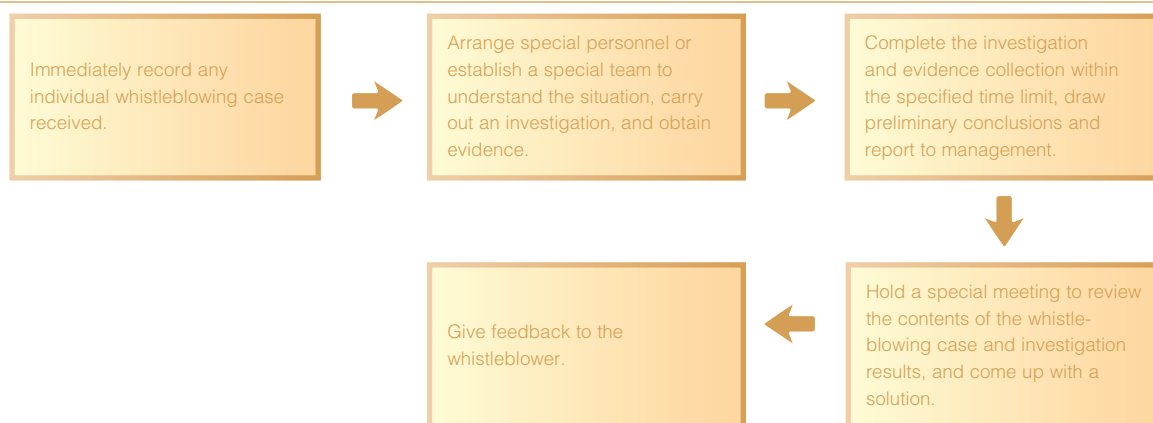 Immediately record any
individual whistleblowing case
received.
Arrange special personnel or
establish a special team to
understand the situation, carry
out an investigation, and obtain
evidence.
Complete the investigation
and evidence collection within
the specified time limit, draw
preliminary conclusions and
report to management.
Hold a special meeting to review
the contents of the whistle-
blowing case and investigation
results, and come up with a
solution.
Give feedback to the
whistleblower.